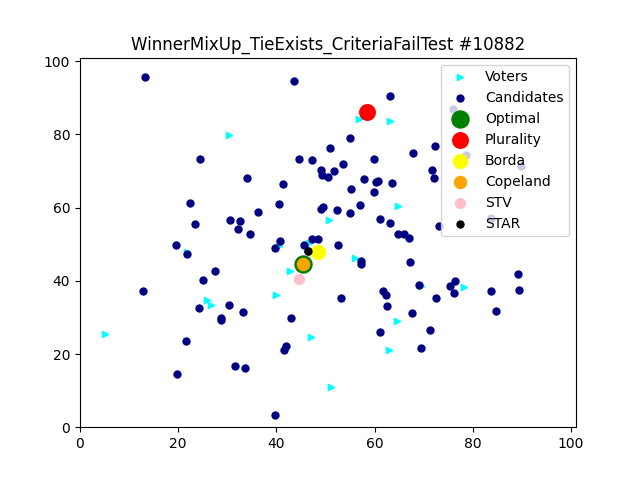 WinnerMixUp_TieExists_CriteriaFailTest #10882
100
80
60
40
20
0
0
20
40
60
80
100
Voters
Candidates
Optimal
Plurality
Borda
Copeland
STV
STAR